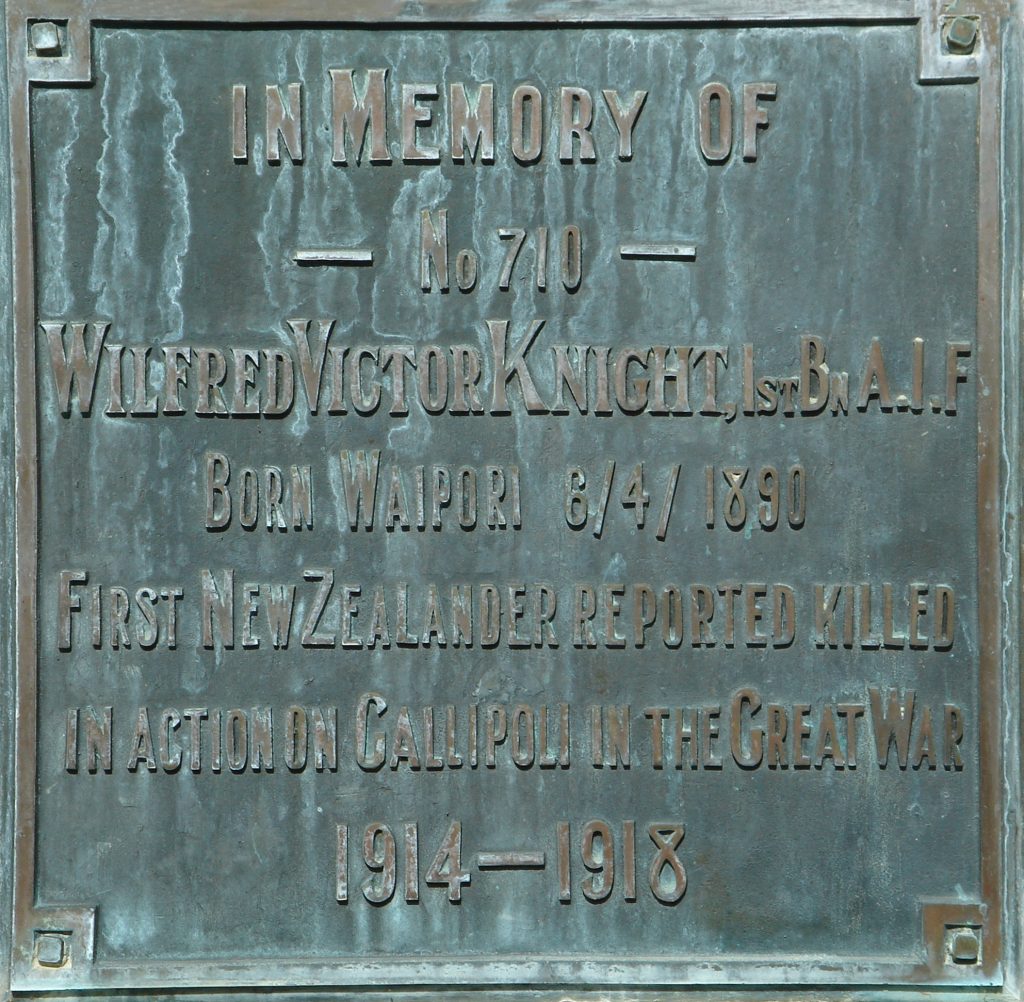 IN MEMORY OF
— No 710 —
WILFRED VICTOR KNIGHT, 1ST BN A.I.F
BORN WAIPORI 6/4/1890
FIRST NEW ZEALANDER REPORTED KILLED
IN ACTION ON GALLIPOLI IN THE GREAT WAR
1914—1918